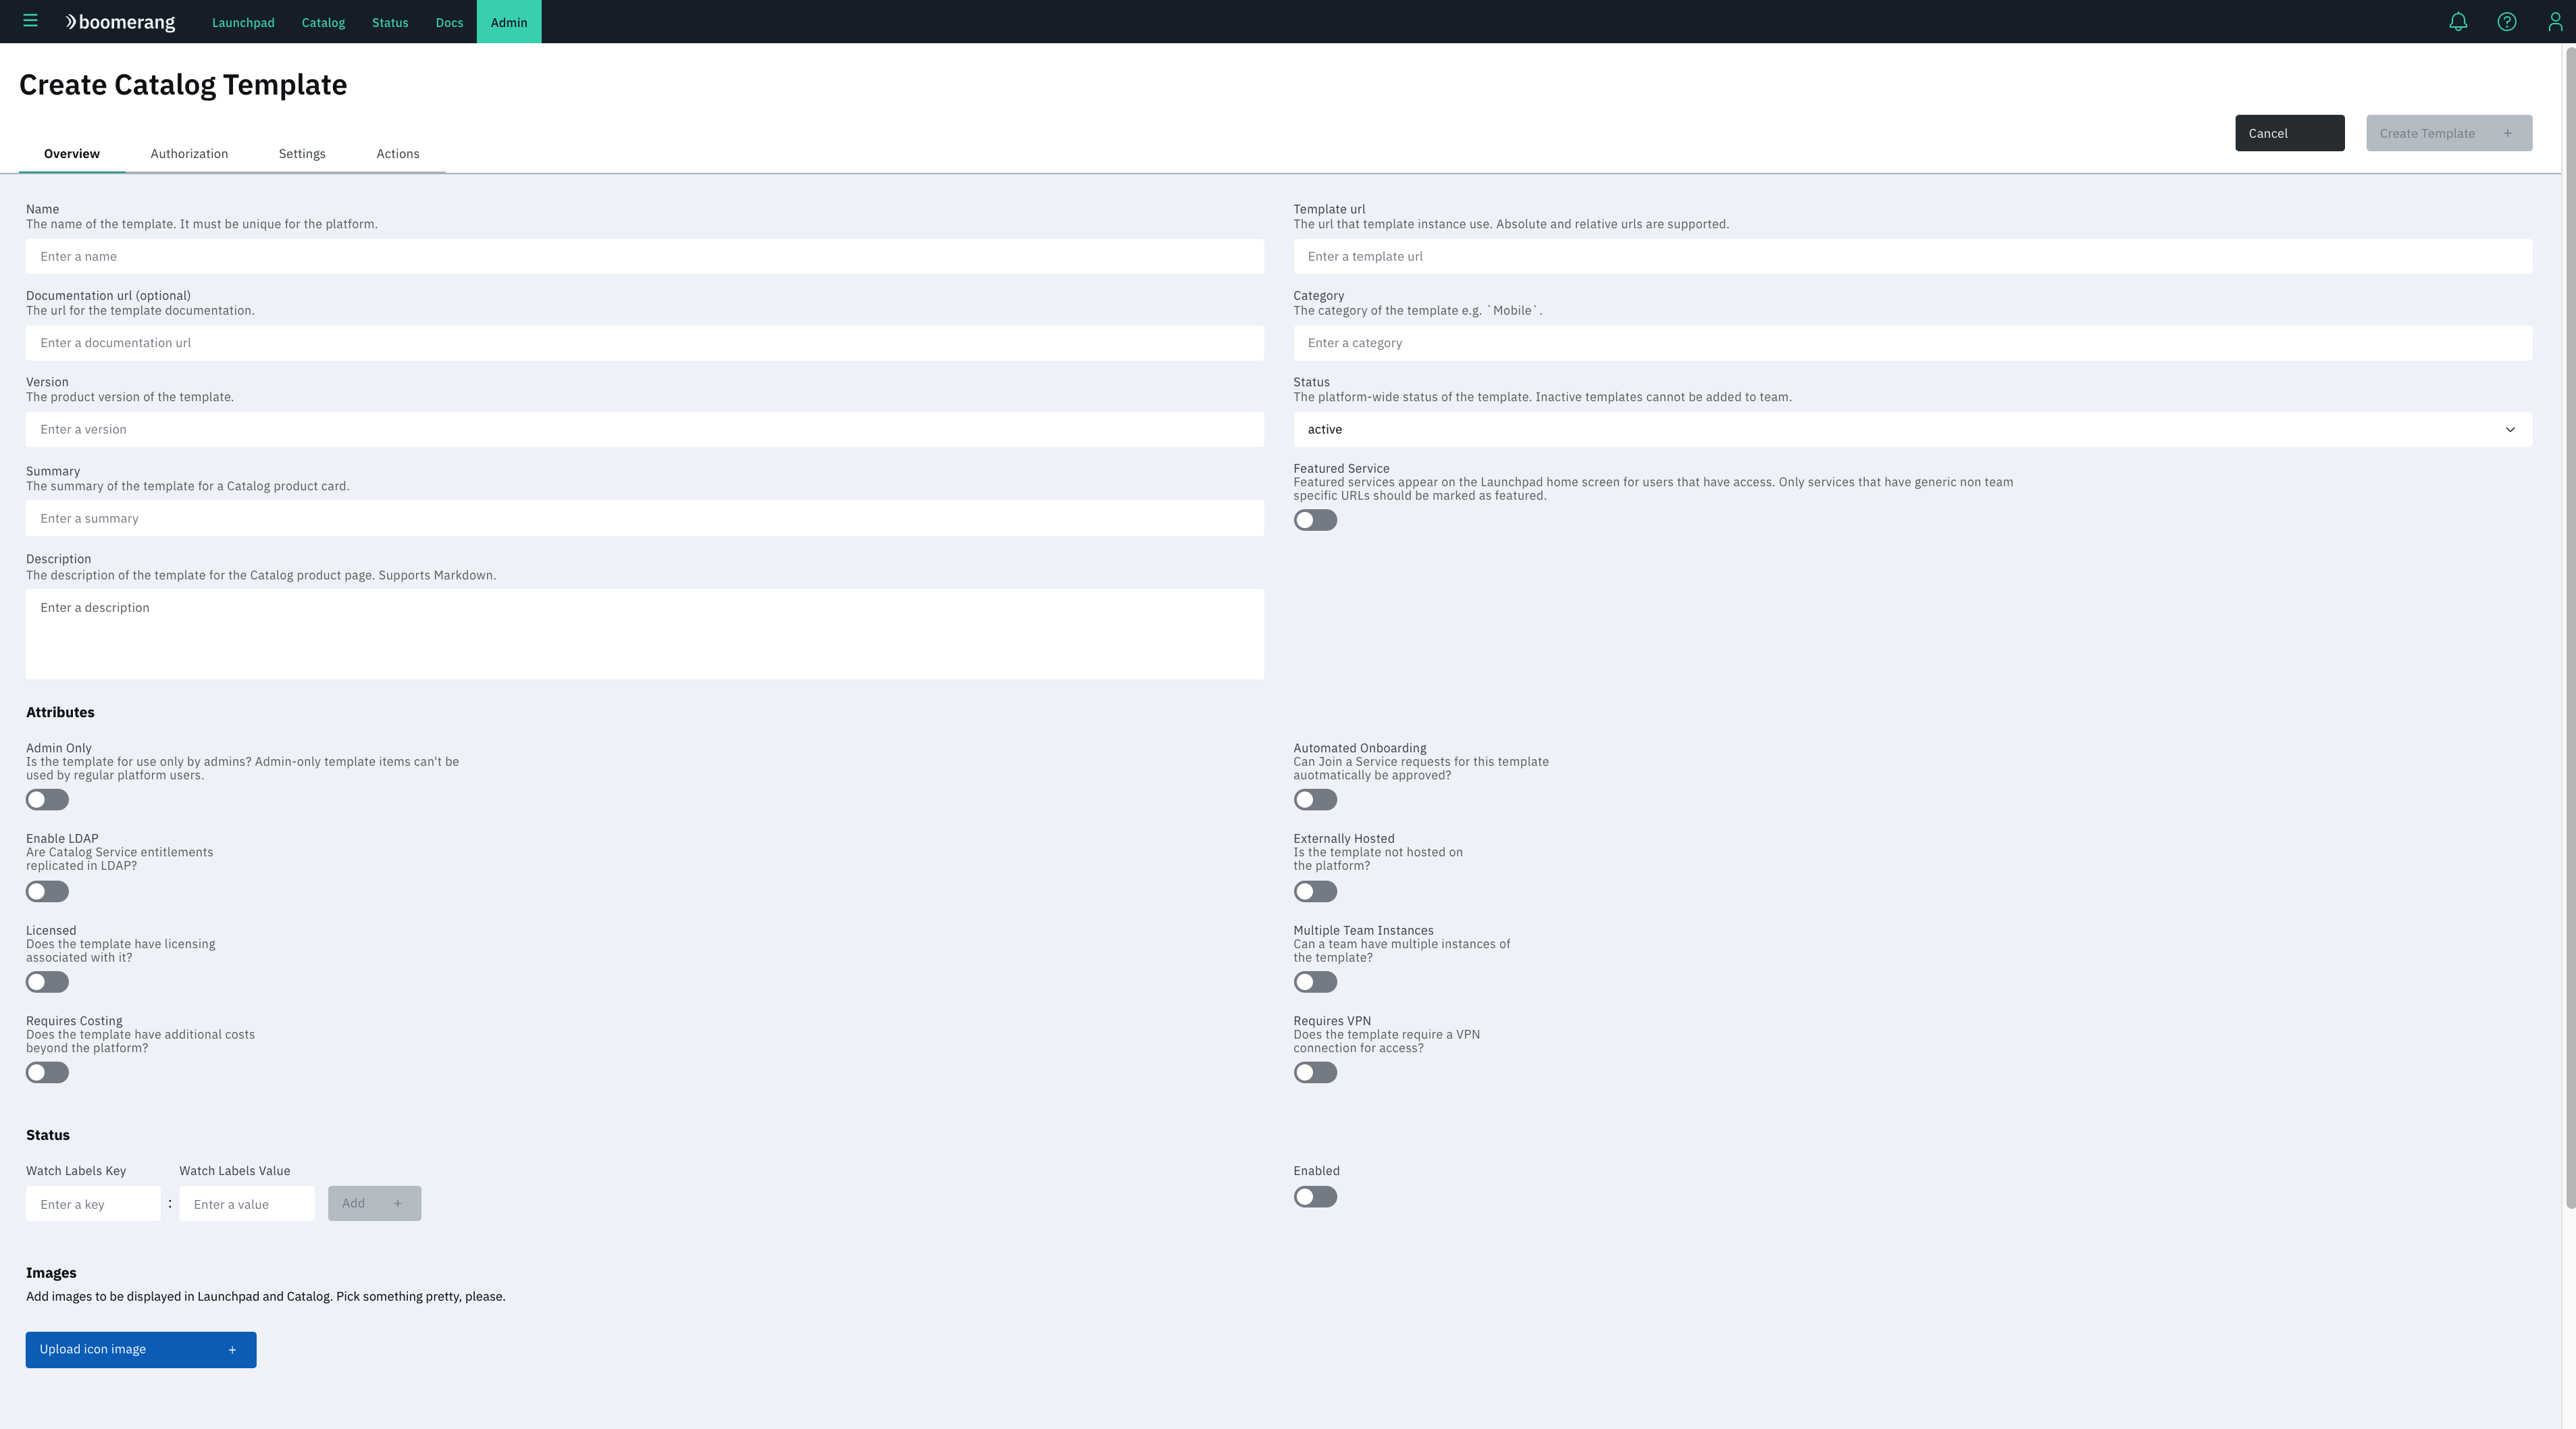 boomerang
Launchpad
Catalog
Status
Docs
Admin
Create Catalog Template
Cancel
Create Template
Overview
Authorization
Settings
Actions
Name
The name of the template. It must be unique for the platform.
Enter a name
Template url
The url that template instance use. Absolute and relative urls are supported.
Enter a template url
Documentation url (optional)
The url for the template documentation.
Enter a documentation url
Category
The category of the template e.g. `Mobile`.
Enter a category
Version
The product version of the template.
Enter a version
Status
The platform-wide status of the template. Inactive templates cannot be added to team.
active
Summary
The summary of the template for a Catalog product card.
Enter a summary
Featured Service
Featured services appear on the Launchpad home screen for users that have access. Only services that have generic non team
specific URLs should be marked as featured.
Description
The description of the template for the Catalog product page. Supports Markdown.
Enter a description
Attributes
Admin Only
Is the template for use only by admins? Admin-only template items can't be
used by regular platform users.
Automated Onboarding
Can Join a Service requests for this template
auotmatically be approved?
Enable LDAP
Are Catalog Service entitlements
replicated in LDAP?
Externally Hosted
Is the template not hosted on
the platform?
Licensed
Does the template have licensing
associated with it?
Multiple Team Instances
Can a team have multiple instances of
the template?
Requires Costing
Does the template have additional costs
beyond the platform?
Requires VPN
Does the template require a VPN
connection for access?
Status
Watch Labels Key
Watch Labels Value
Enter a key
:
Enter a value
Add
Enabled
Images
Add images to be displayed in Launchpad and Catalog. Pick something pretty, please.
Upload icon image